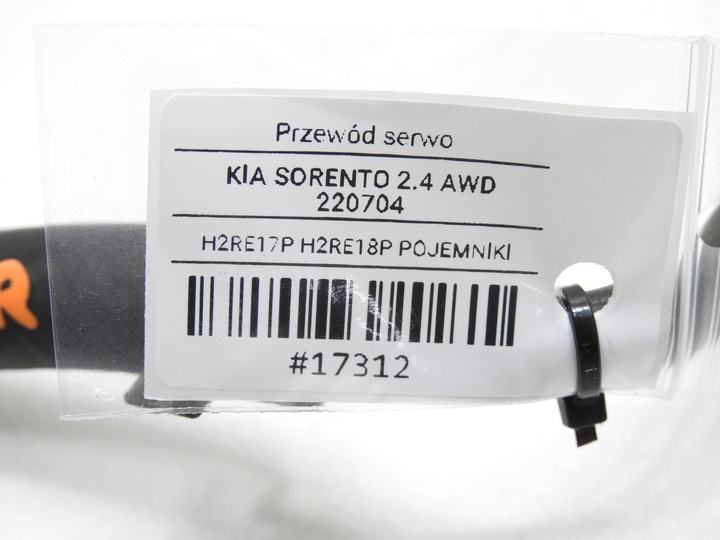 Przewód serwo
KIA SORENTO 2.4 AWD
220704
H2RE17P H2RE18P POJEMNIKI
#17312
R